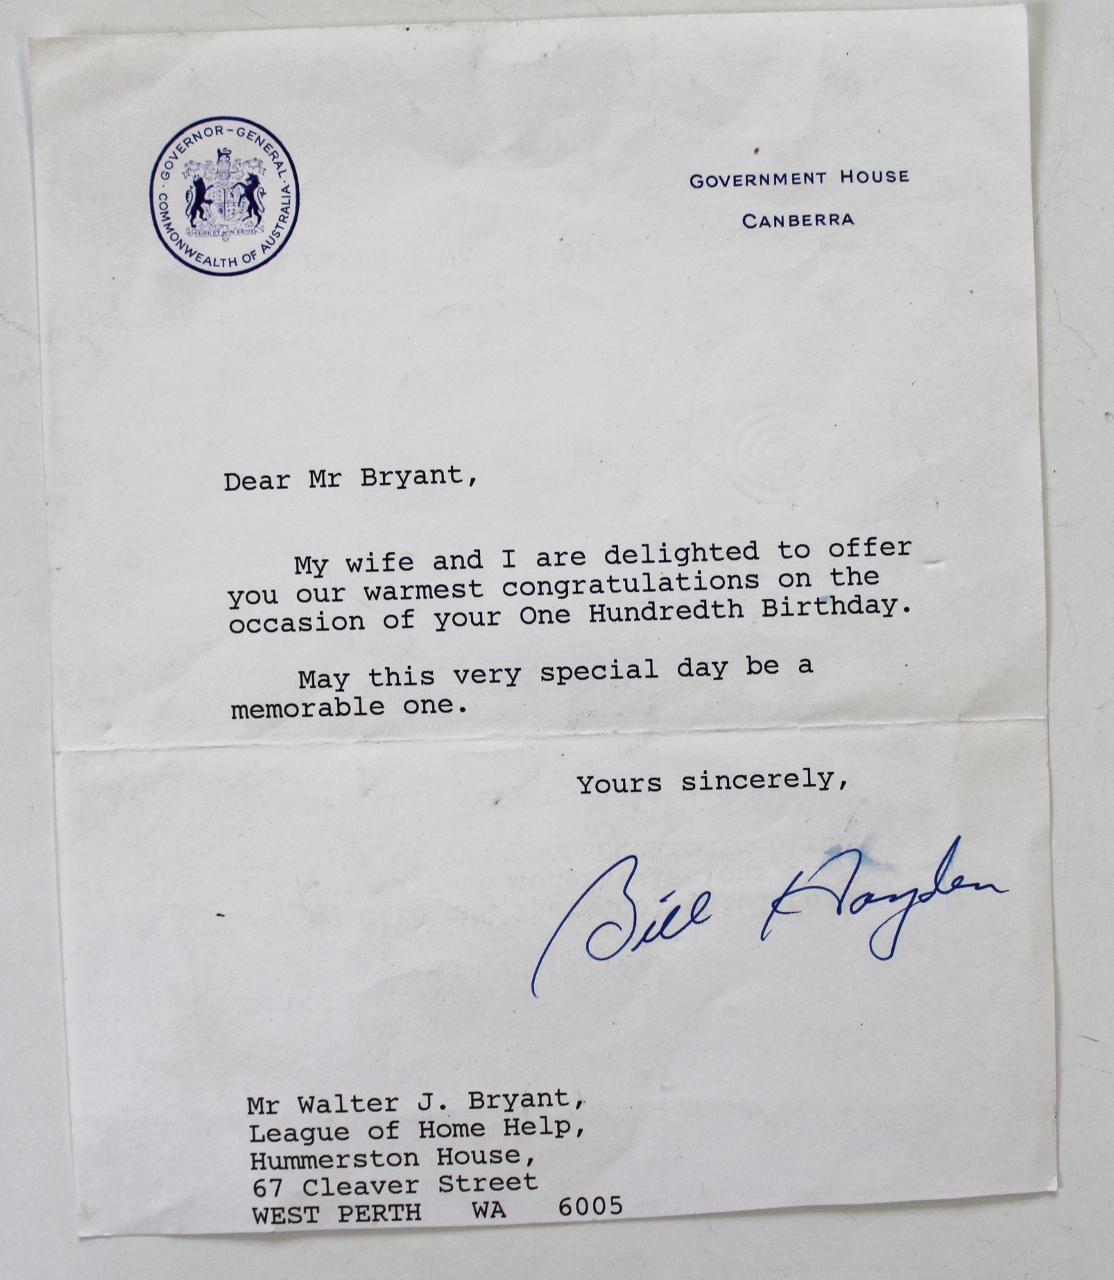 GOVERNOR-GENERAL · COMMONWEALTH OF AUSTRALIA ·
GOVERNMENT HOUSE
CANBERRA
Dear Mr Bryant,
My wife and I are delighted to offer
you our warmest congratulations on the
occasion of your One Hundredth Birthday.
May this very special day be a
memorable one.
Yours sincerely,
Bill Hayden
Mr Walter J. Bryant,
League of Home Help,
Hummerston House,
67 Cleaver Street
WEST PERTH WA 6005